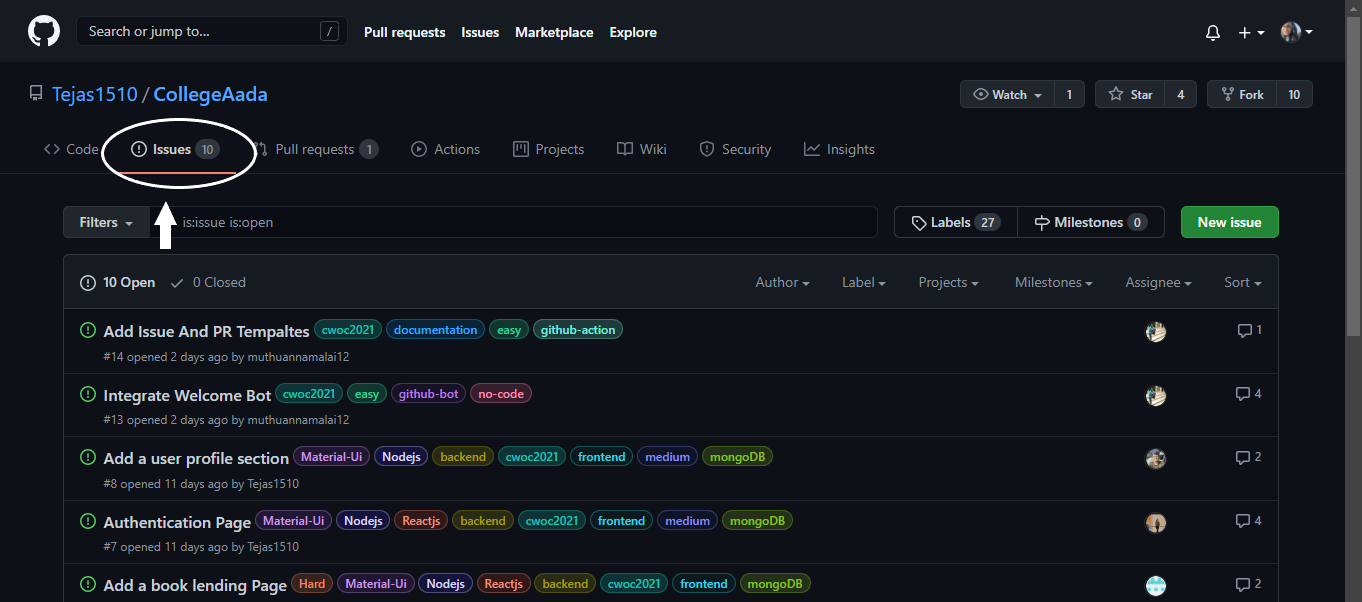 Search or jump to... / Pull requests Issues Marketplace Explore
Tejas1510 / CollegeAada Watch 1 Star 4 Fork 10
Code Issues 10 Pull requests 1 Actions Projects Wiki Security Insights
Filters is:issue is:open Labels 27 Milestones 0 New issue
10 Open 0 Closed Author Label Projects Milestones Assignee Sort
Add Issue And PR Tempaltes cwoc2021 documentation easy github-action 1
#14 opened 2 days ago by muthuannamalai12
Integrate Welcome Bot cwoc2021 easy github-bot no-code 4
#13 opened 2 days ago by muthuannamalai12
Add a user profile section Material-Ui Nodejs backend cwoc2021 frontend medium mongoDB 2
#8 opened 11 days ago by Tejas1510
Authentication Page Material-Ui Nodejs Reactjs backend cwoc2021 frontend medium mongoDB 4
#7 opened 11 days ago by Tejas1510
Add a book lending Page Hard Material-Ui Nodejs Reactjs backend cwoc2021 frontend mongoDB 2